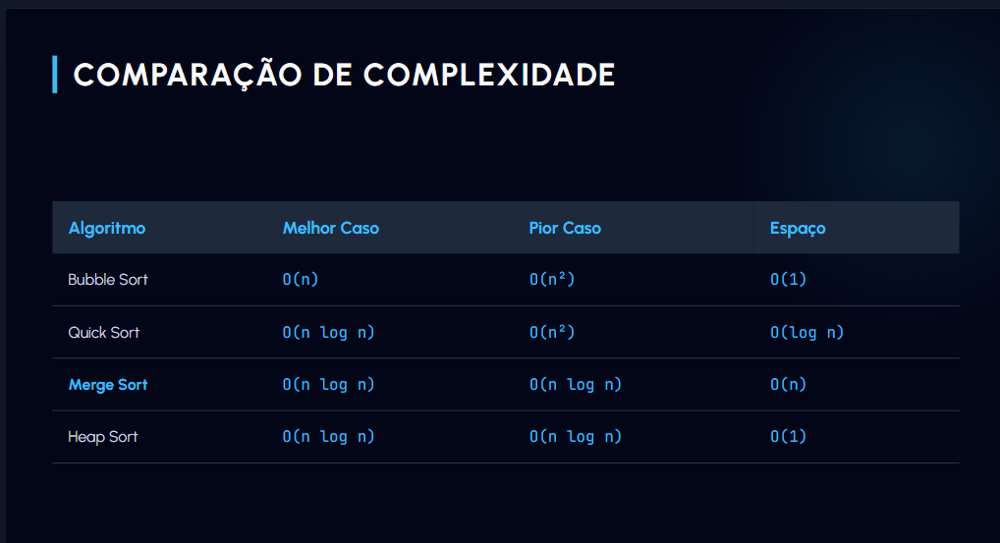 COMPARAÇÃO DE COMPLEXIDADE
Algoritmo Melhor Caso Pior Caso Espaço
Bubble Sort O(n) O(n²) O(1)
Quick Sort O(n log n) O(n²) O(log n)
Merge Sort O(n log n) O(n log n) O(n)
Heap Sort O(n log n) O(n log n) O(1)